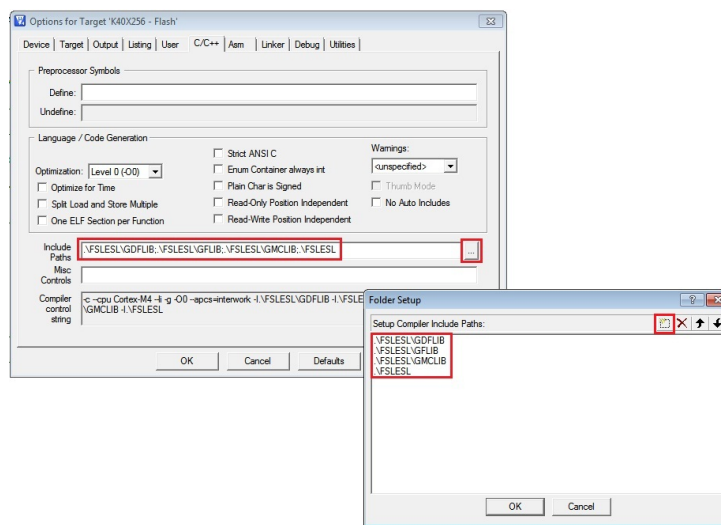 Options for Target 'K40X256 - Flash'
Device Target Output Listing User C/C++ Asm Linker Debug Utilities
Preprocessor Symbols
Define:
Undefine:
Language / Code Generation
Strict ANSI C
Warnings:
Optimization: Level 0 (-O0)
Enum Container always int
<unspecified>
Optimize for Time
Plain Char is Signed
Thumb Mode
Split Load and Store Multiple
Read-Only Position Independent
No Auto Includes
One ELF Section per Function
Read-Write Position Independent
Include Paths
.\FSLESL\GDFLIB;.\FSLESL\GFLIB;.\FSLESL\GMCLIB;.\FSLESL
...
Misc Controls
Compiler control string
-c --cpu Cortex-M4 -li -g -O0 --apcs=interwork -I.\FSLESL\GDFLIB -I.\FSLE
\GMCLIB -I.\FSLESL
OK Cancel Defaults
Folder Setup
Setup Compiler Include Paths:
.\FSLESL\GDFLIB
.\FSLESL\GFLIB
.\FSLESL\GMCLIB
.\FSLESL
OK Cancel